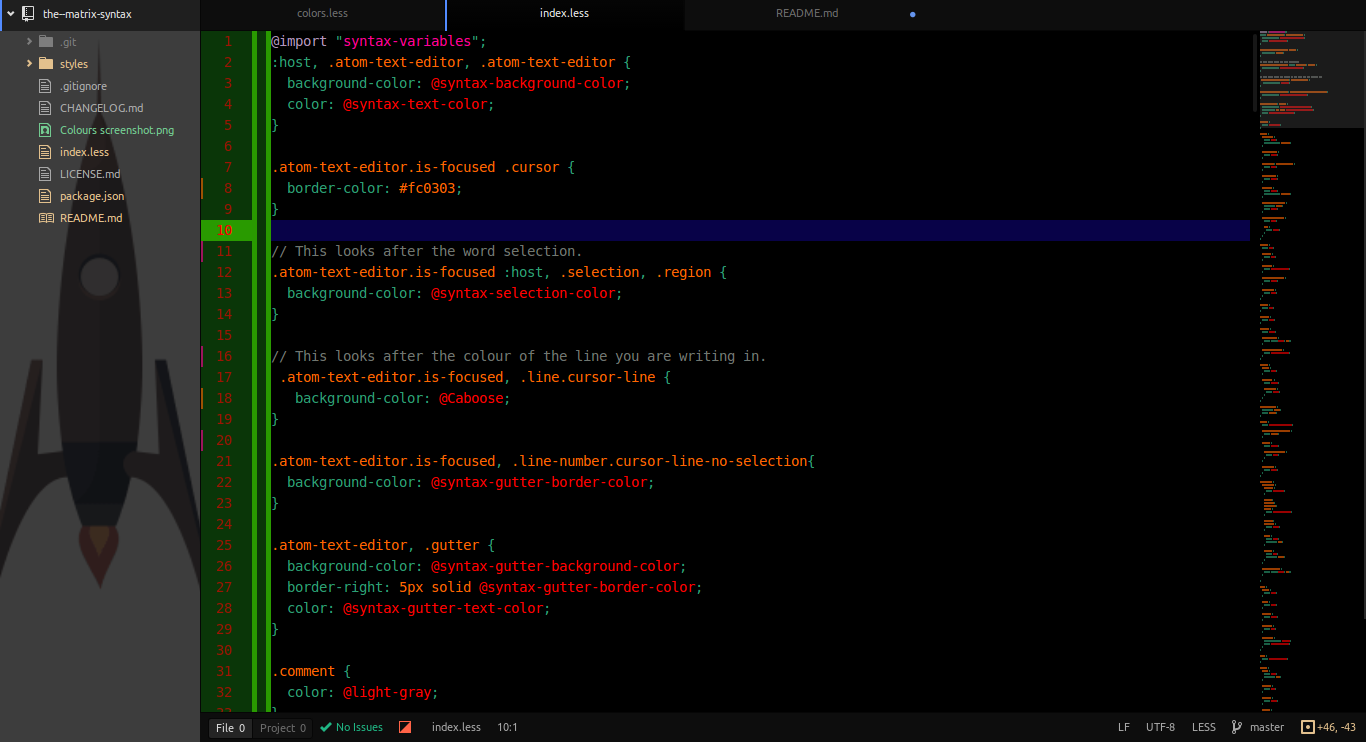 the--matrix-syntax
colors.less
index.less
README.md
.git
styles
.gitignore
CHANGELOG.md
Colours screenshot.png
index.less
LICENSE.md
package.json
README.md
1 @import "syntax-variables";
2 :host, .atom-text-editor, .atom-text-editor {
3 background-color: @syntax-background-color;
4 color: @syntax-text-color;
5 }
6
7 .atom-text-editor.is-focused .cursor {
8 border-color: #fc0303;
9 }
10
11 // This looks after the word selection.
12 .atom-text-editor.is-focused :host, .selection, .region {
13 background-color: @syntax-selection-color;
14 }
15
16 // This looks after the colour of the line you are writing in.
17 .atom-text-editor.is-focused, .line.cursor-line {
18 background-color: @Caboose;
19 }
20
21 .atom-text-editor.is-focused, .line-number.cursor-line-no-selection{
22 background-color: @syntax-gutter-border-color;
23 }
24
25 .atom-text-editor, .gutter {
26 background-color: @syntax-gutter-background-color;
27 border-right: 5px solid @syntax-gutter-border-color;
28 color: @syntax-gutter-text-color;
29 }
30
31 .comment {
32 color: @light-gray;
File 0 Project 0 No Issues index.less 10:1 LF UTF-8 LESS master +46, -43